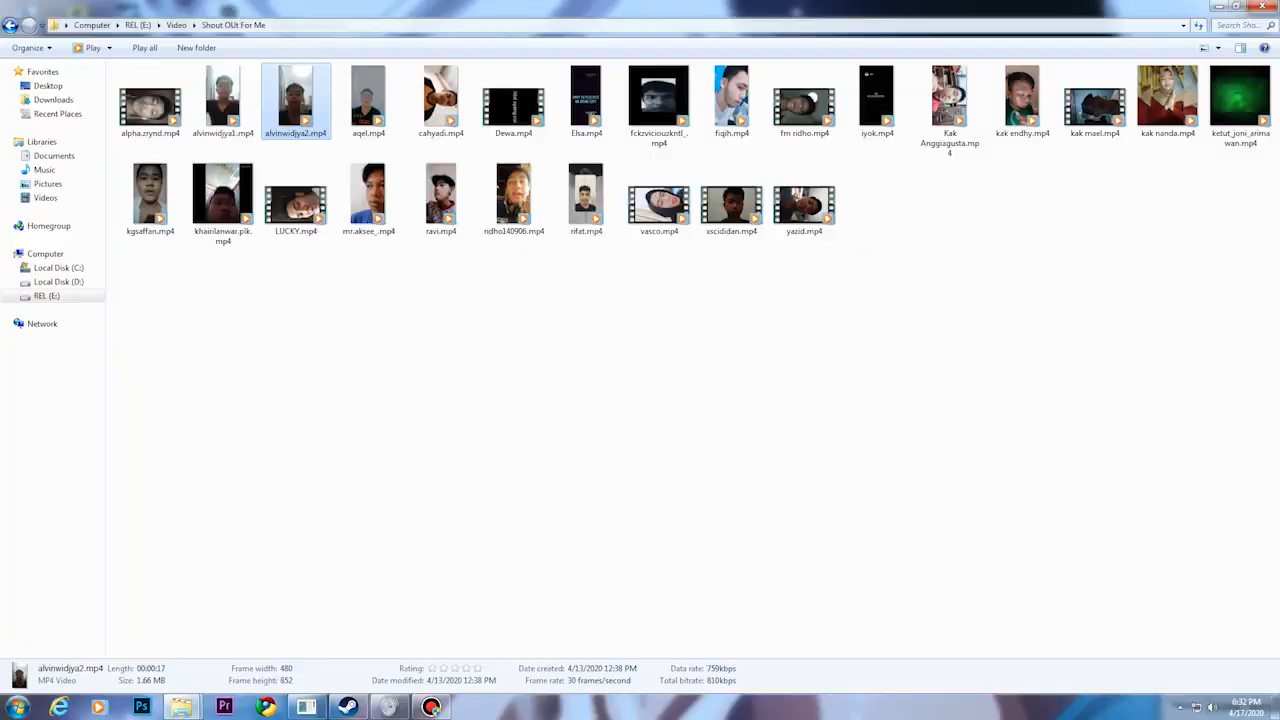 Computer ▸ REL (E:) ▸ Video ▸ Shout OUt For Me
Search Sho...
Organize ▾ Play ▾ Play all New folder
Favorites
Desktop
Downloads
Recent Places
Libraries
Documents
Music
Pictures
Videos
Homegroup
Computer
Local Disk (C:)
Local Disk (D:)
REL (E:)
Network
alpha.zrynd.mp4 alvinwidjya1.mp4 alvinwidjya2.mp4 aqel.mp4 cahyadi.mp4 Dewa.mp4 Elsa.mp4 fckzviciouzkntl_.mp4 fiqih.mp4 fm ridho.mp4 iyok.mp4 Kak Anggiagusta.mp4 kak endhy.mp4 kak mael.mp4 kak nanda.mp4 ketut_joni_arimawan.mp4
kgsaffan.mp4 khairilanwar.plk.mp4 LUCKY.mp4 mr.aksee_.mp4 ravi.mp4 ridho140906.mp4 rifat.mp4 vasco.mp4 xscididan.mp4 yazid.mp4
alvinwidjya2.mp4 Length: 00:00:17 Frame width: 480 Rating: Date created: 4/13/2020 12:38 PM Data rate: 759kbps
MP4 Video Size: 1.66 MB Frame height: 852 Date modified: 4/13/2020 12:38 PM Frame rate: 30 frames/second Total bitrate: 810kbps
Ps Pr
6:32 PM
4/17/2020